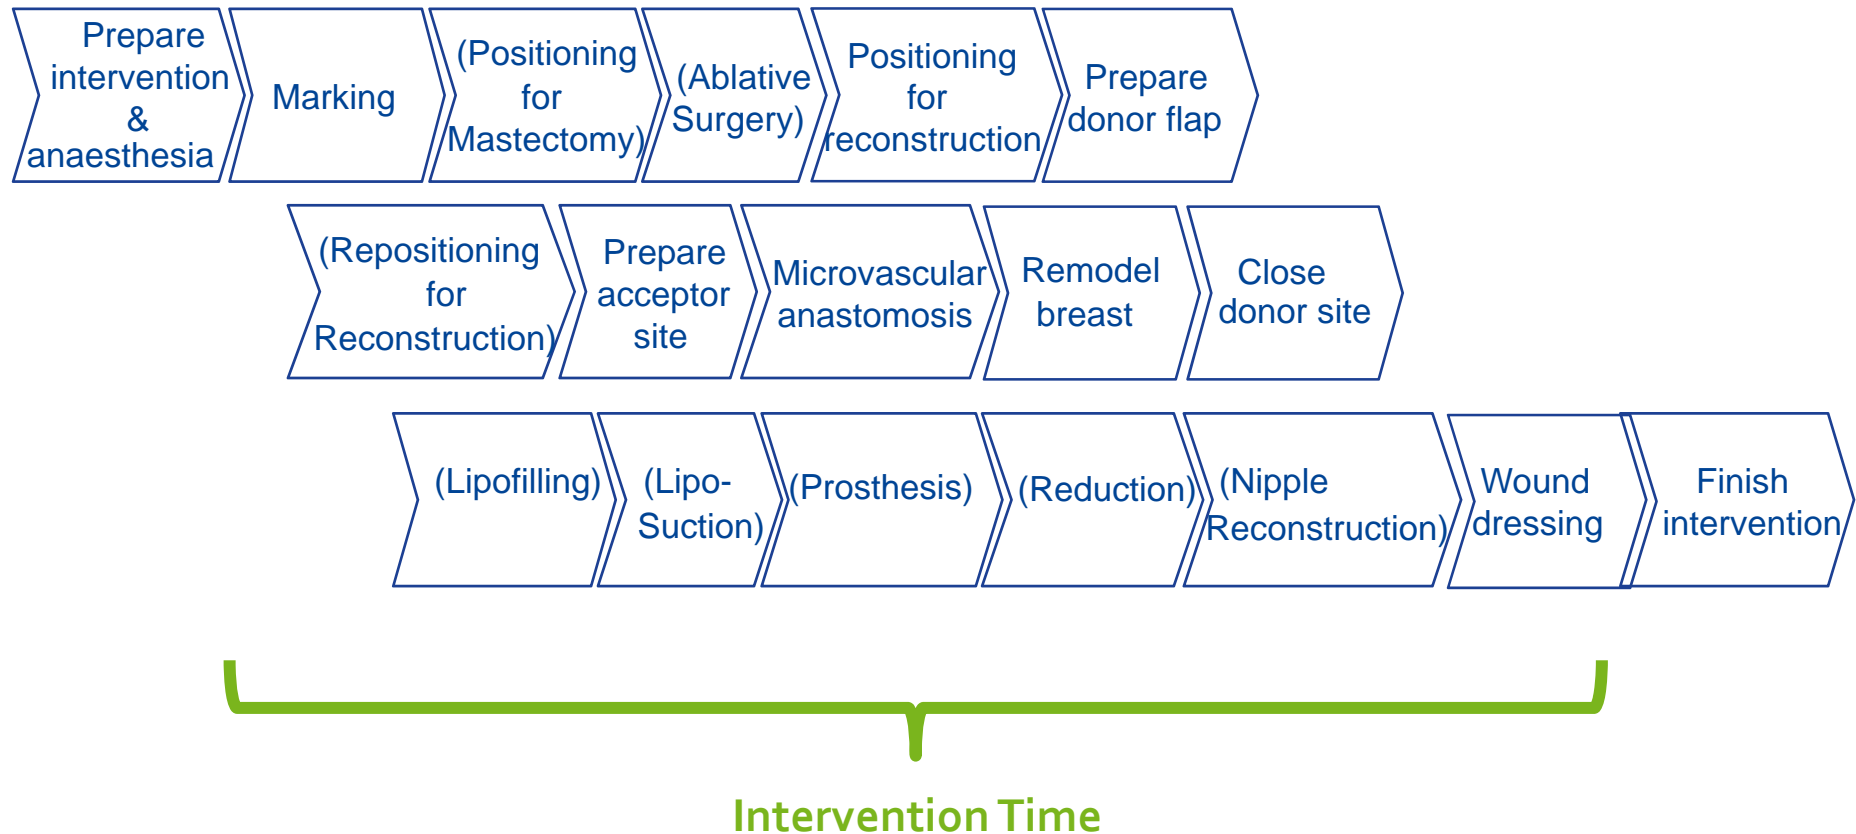 Prepare
intervention
&
anaesthesia
Marking
(Positioning
for
Mastectomy)
(Ablative
Surgery)
Positioning
for
reconstruction
Prepare
donor flap
(Repositioning
for
Reconstruction)
Prepare
acceptor
site
Microvascular
anastomosis
Remodel
breast
Close
donor site
(Lipofilling)
(Lipo-
Suction)
(Prosthesis)
(Reduction)
(Nipple
Reconstruction)
Wound
dressing
Finish
intervention
Intervention Time